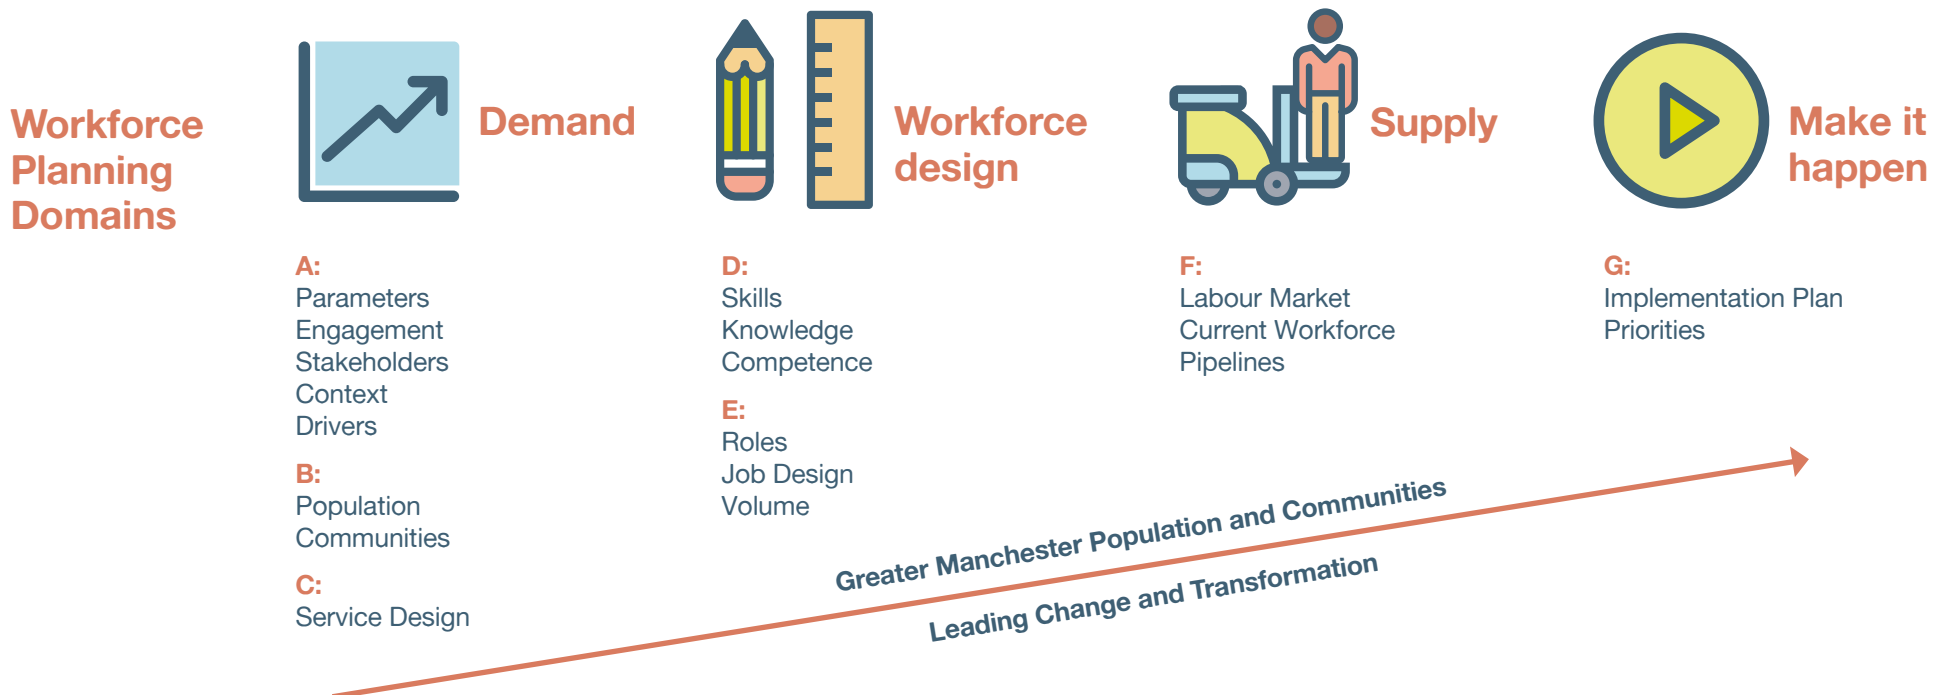 Workforce
Planning
Domains
Demand
A:
Parameters
Engagement
Stakeholders
Context
Drivers
B:
Population
Communities
C:
Service Design
Workforce
design
D:
Skills
Knowledge
Competence
E:
Roles
Job Design
Volume
Supply
F:
Labour Market
Current Workforce
Pipelines
Make it
happen
G:
Implementation Plan
Priorities
Greater Manchester Population and Communities
Leading Change and Transformation